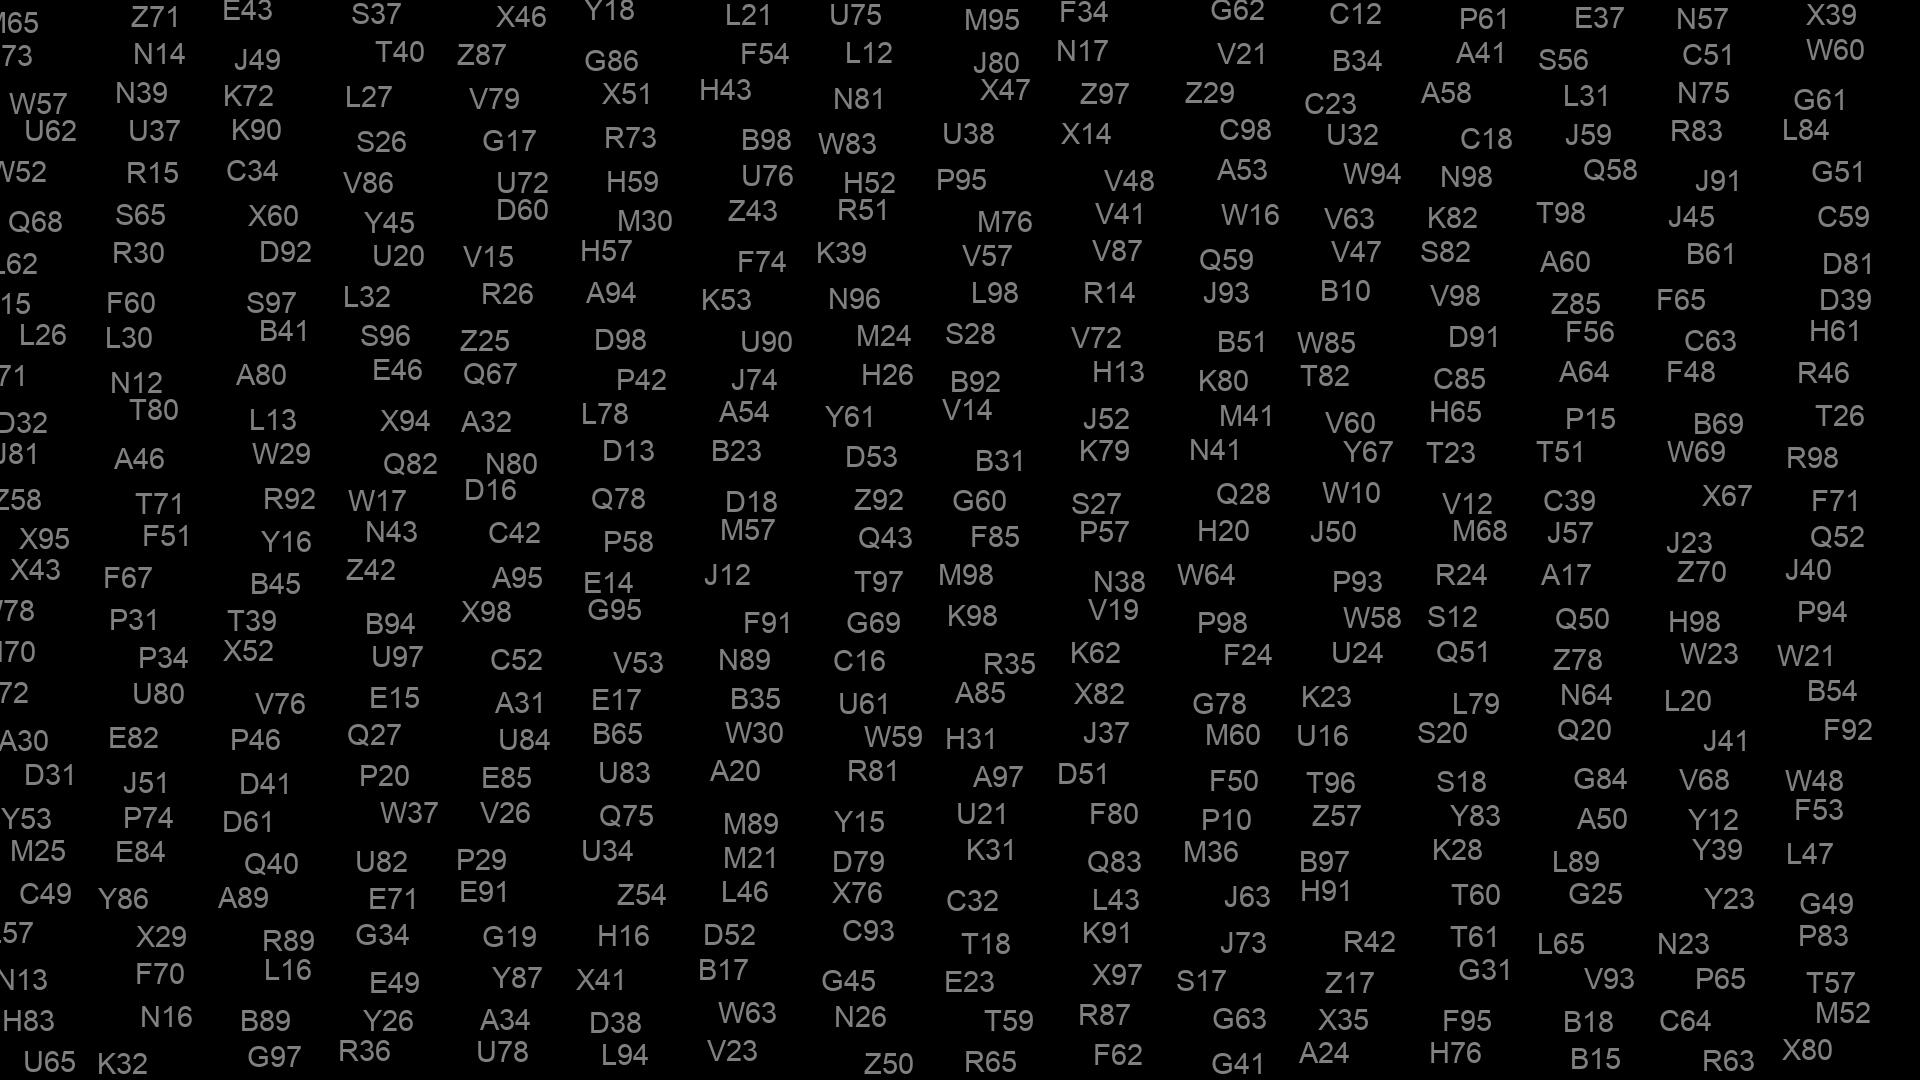 Z71 E43 S37 X46 Y18 L21 U75 M95 F34 G62 C12 P61 E37 N57 X39
N14 J49 T40 Z87 G86 F54 L12 J80 N17 V21 B34 A41 S56 C51 W60
W57 N39 K72 L27 V79 X51 H43 N81 X47 Z97 Z29 C23 A58 L31 N75 G61
U62 U37 K90 S26 G17 R73 B98 W83 U38 X14 C98 U32 C18 J59 R83 L84
W52 R15 C34 V86 U72 H59 U76 H52 P95 V48 A53 W94 N98 Q58 J91 G51
Q68 S65 X60 Y45 D60 M30 Z43 R51 M76 V41 W16 V63 K82 T98 J45 C59
R30 D92 U20 V15 H57 F74 K39 V57 V87 Q59 V47 S82 A60 B61 D81
F60 S97 L32 R26 A94 K53 N96 L98 R14 J93 B10 V98 Z85 F65 D39
L26 L30 B41 S96 Z25 D98 U90 M24 S28 V72 B51 W85 D91 F56 C63 H61
N12 A80 E46 Q67 P42 J74 H26 B92 H13 K80 T82 C85 A64 F48 R46
D32 T80 L13 X94 A32 L78 A54 Y61 V14 J52 M41 V60 H65 P15 B69 T26
J81 A46 W29 Q82 N80 D13 B23 D53 B31 K79 N41 Y67 T23 T51 W69 R98
Z58 T71 R92 W17 D16 Q78 D18 Z92 G60 S27 Q28 W10 V12 C39 X67 F71
X95 F51 Y16 N43 C42 P58 M57 Q43 F85 P57 H20 J50 M68 J57 J23 Q52
X43 F67 B45 Z42 A95 E14 J12 T97 M98 N38 W64 P93 R24 A17 Z70 J40
P31 T39 B94 X98 G95 F91 G69 K98 V19 P98 W58 S12 Q50 H98 P94
P34 X52 U97 C52 V53 N89 C16 R35 K62 F24 U24 Q51 Z78 W23 W21
U80 V76 E15 A31 E17 B35 U61 A85 X82 G78 K23 L79 N64 L20 B54
A30 E82 P46 Q27 U84 B65 W30 W59 H31 J37 M60 U16 S20 Q20 J41 F92
D31 J51 D41 P20 E85 U83 A20 R81 A97 D51 F50 T96 S18 G84 V68 W48
Y53 P74 D61 W37 V26 Q75 M89 Y15 U21 F80 P10 Z57 Y83 A50 Y12 F53
M25 E84 Q40 U82 P29 U34 M21 D79 K31 Q83 M36 B97 K28 L89 Y39 L47
C49 Y86 A89 E71 E91 Z54 L46 X76 C32 L43 J63 H91 T60 G25 Y23 G49
X29 R89 G34 G19 H16 D52 C93 T18 K91 J73 R42 T61 L65 N23 P83
N13 F70 L16 E49 Y87 X41 B17 G45 E23 X97 S17 Z17 G31 V93 P65 T57
H83 N16 B89 Y26 A34 D38 W63 N26 T59 R87 G63 X35 F95 B18 C64 M52
U65 K32 G97 R36 U78 L94 V23 Z50 R65 F62 G41 A24 H76 B15 R63 X80